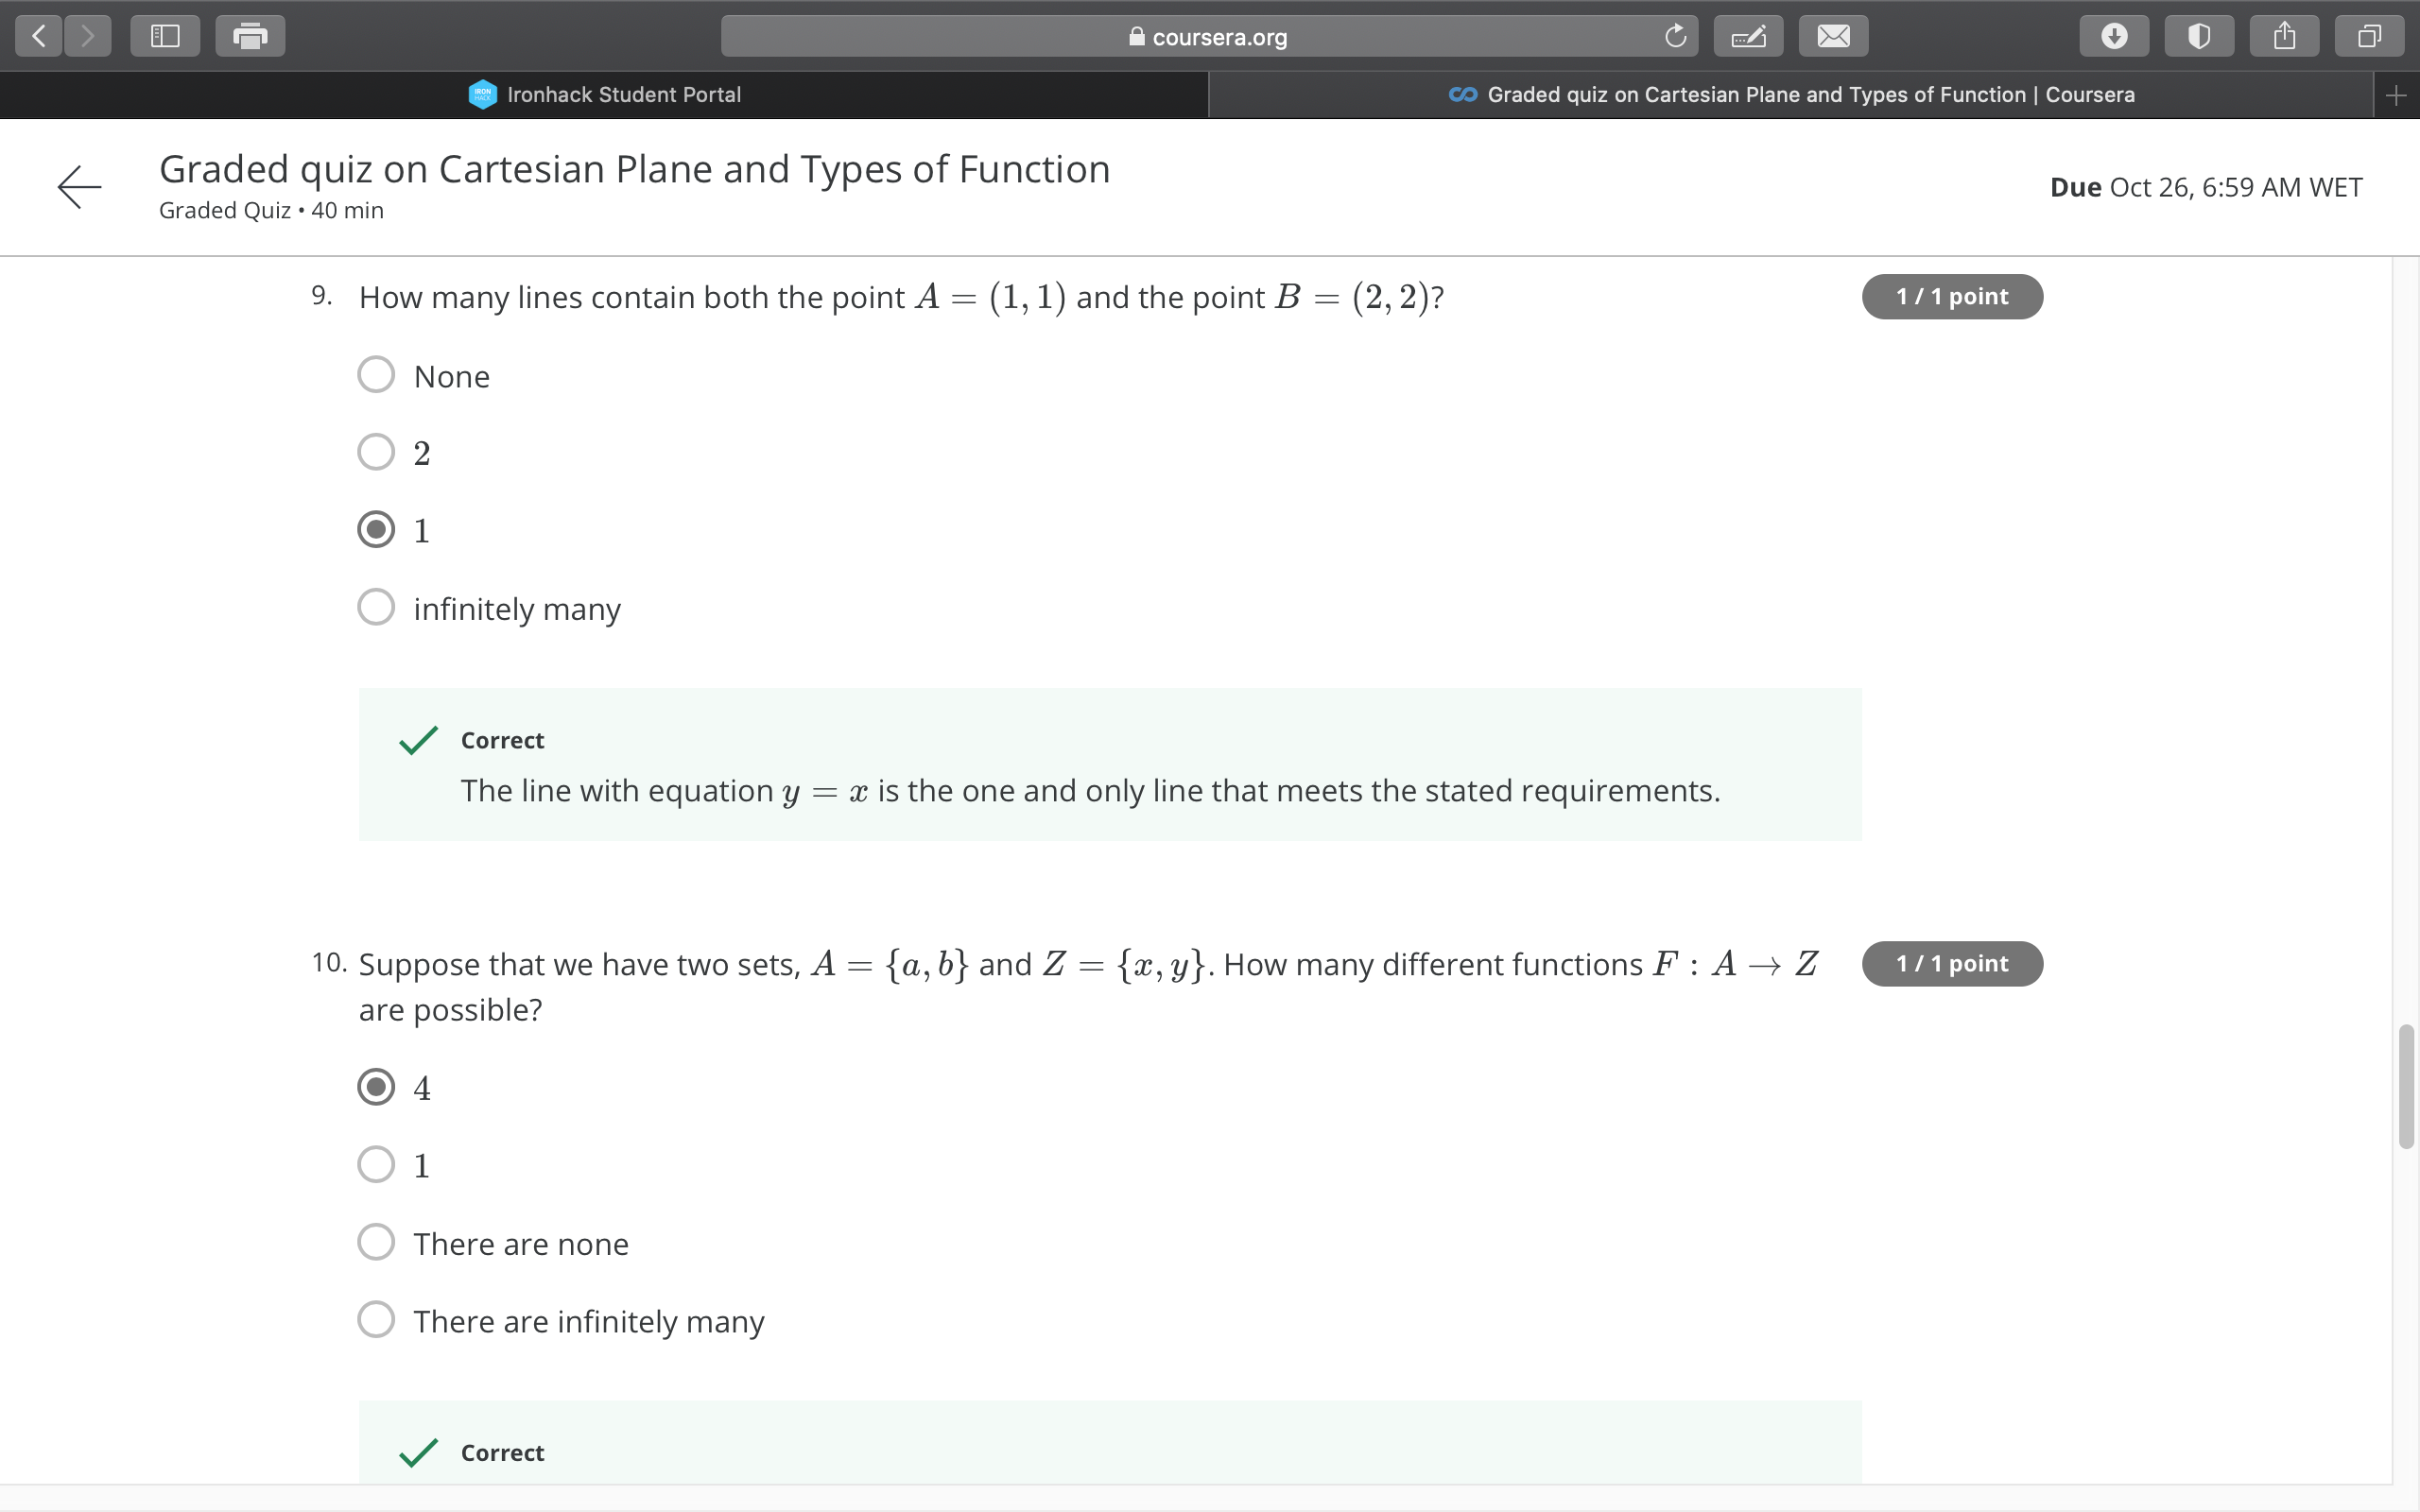 coursera.org
IRON HACK Ironhack Student Portal
Graded quiz on Cartesian Plane and Types of Function | Coursera
Graded quiz on Cartesian Plane and Types of Function
Graded Quiz • 40 min
Due Oct 26, 6:59 AM WET
9. How many lines contain both the point A = (1, 1) and the point B = (2, 2)?
1 / 1 point
None
2
1
infinitely many
Correct
The line with equation y = x is the one and only line that meets the stated requirements.
10. Suppose that we have two sets, A = {a, b} and Z = {x, y}. How many different functions F : A → Z
1 / 1 point
are possible?
4
1
There are none
There are infinitely many
Correct